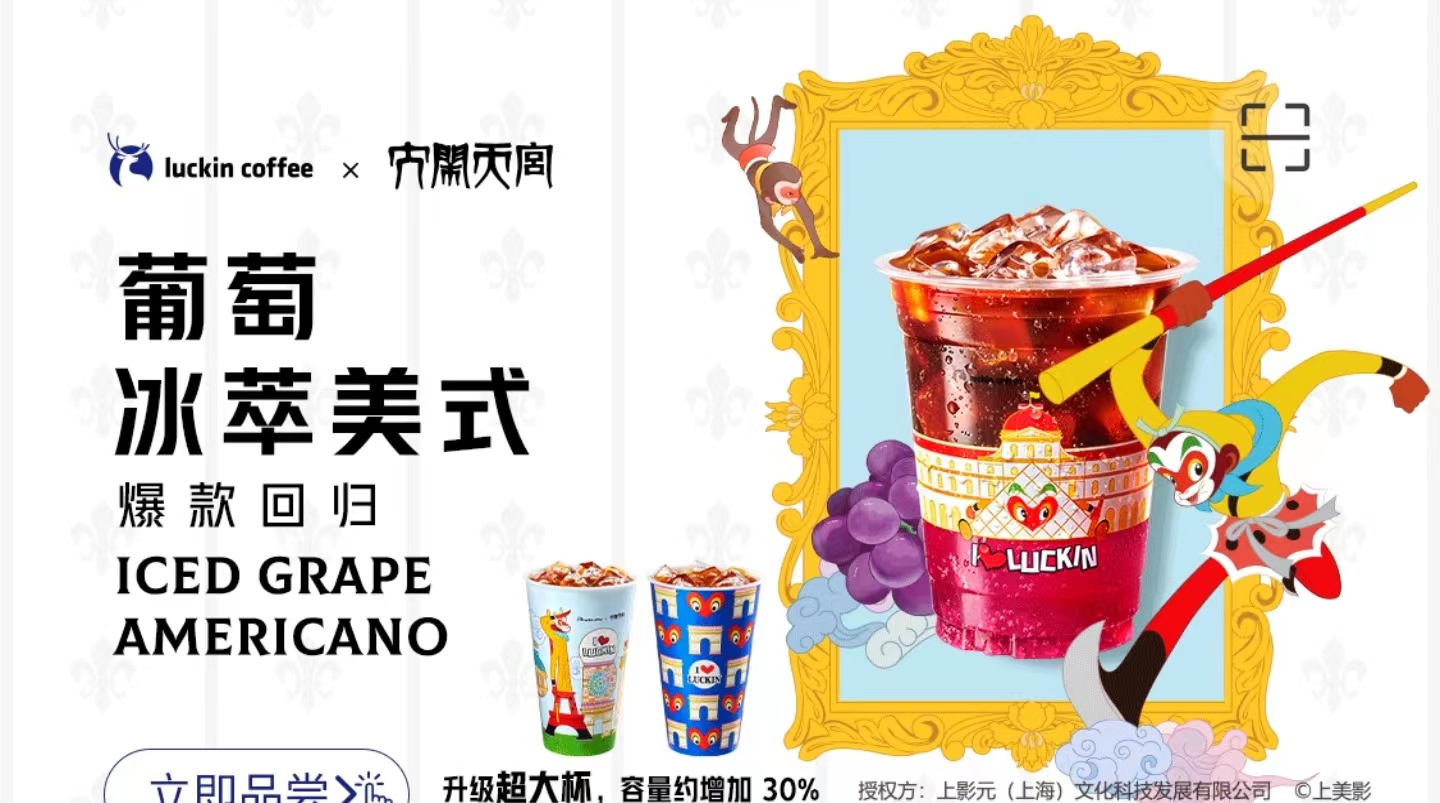 luckin coffee × 大闹天宫
葡萄
冰萃美式
爆款回归
ICED GRAPE
AMERICANO
I LUCKIN
I
LUCKIN
I
LUCKIN
立即品尝
升级超大杯，容量约增加 30%
授权方：上影元（上海）文化科技发展有限公司 ©上美影